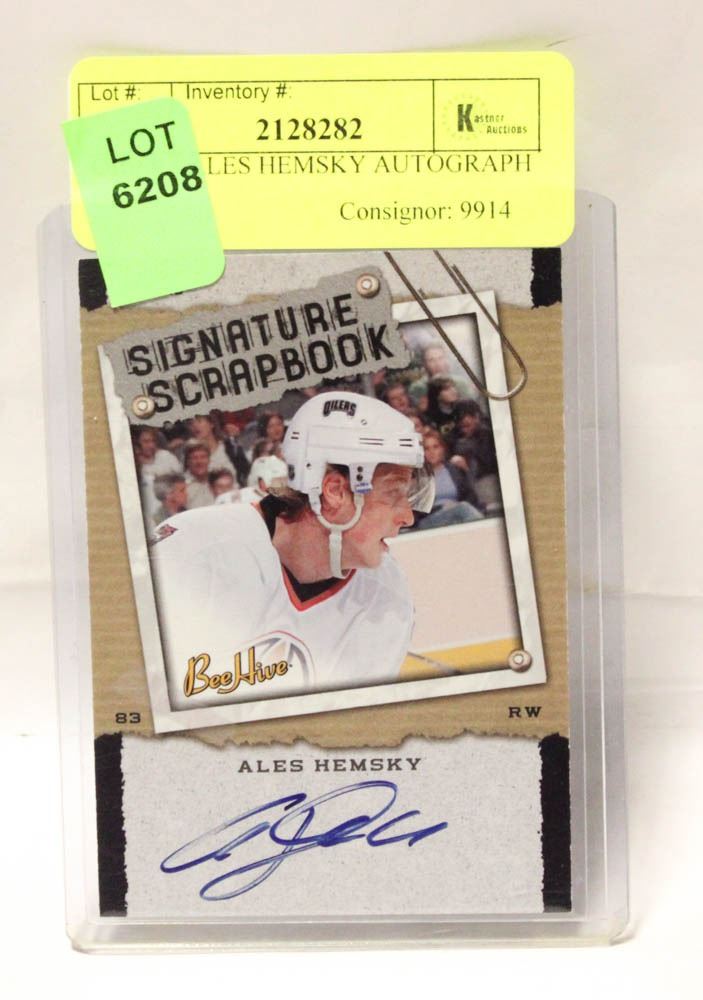 Lot #: Inventory #:
2128282
Kastner
Auctions
LOT
6208
LES HEMSKY AUTOGRAPH
Consignor: 9914
SIGNATURE
SCRAPBOOK
OILERS
BeeHive
83 RW
ALES HEMSKY